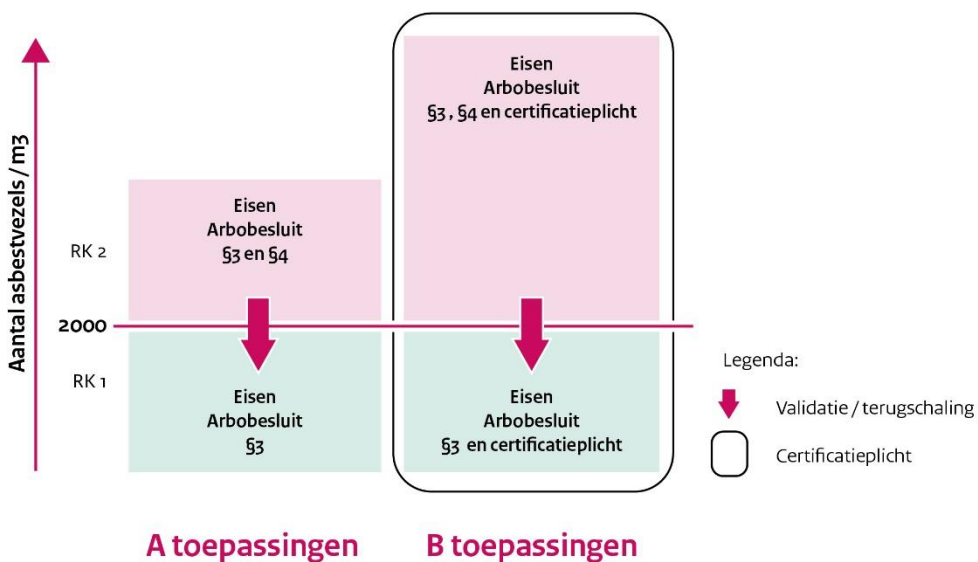 Aantal asbestvezels / m3
RK 2
2000
RK 1
Eisen
Arbobesluit
§3 en §4
Eisen
Arbobesluit
§3
Eisen
Arbobesluit
§3, §4 en certificatieplicht
Eisen
Arbobesluit
§3 en certificatieplicht
Legenda:
Validatie / terugschaling
Certificatieplicht
A toepassingen
B toepassingen